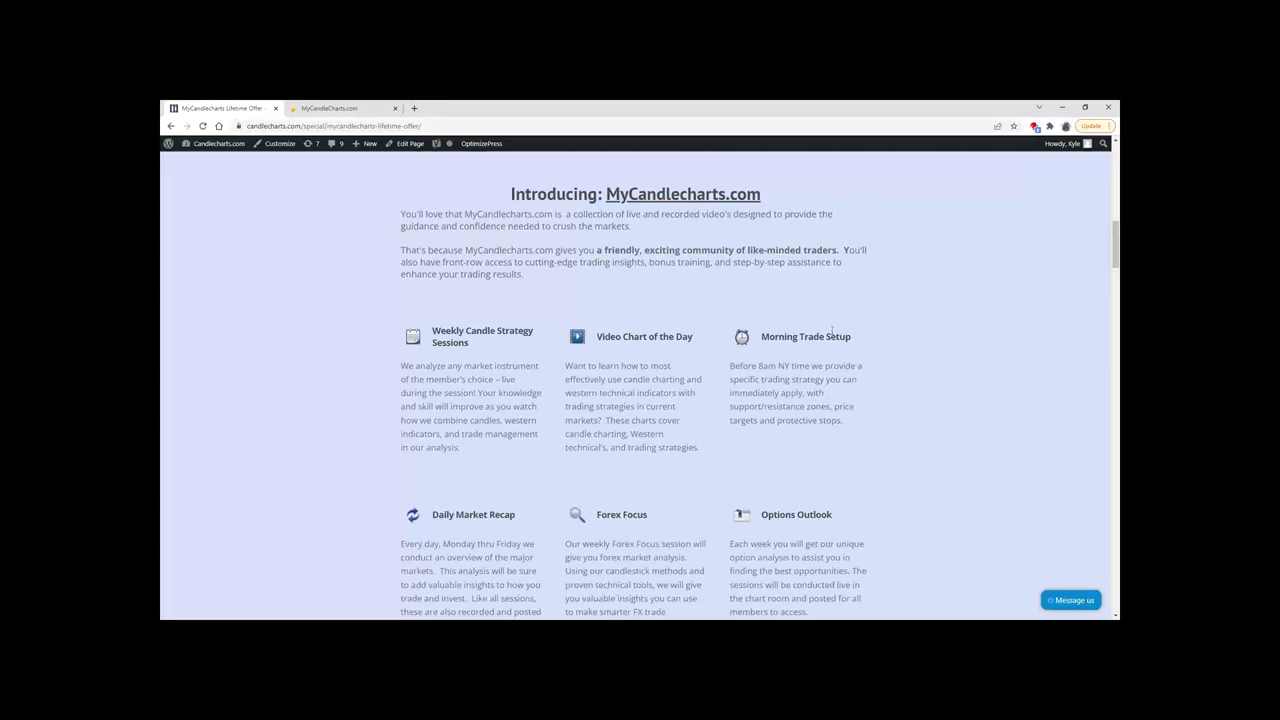 MyCandlecharts Lifetime Offer
MyCandleCharts.com
candlecharts.com/special/mycandlecharts-lifetime-offer/
Update
Candlecharts.com
Customize
7
9
New
Edit Page
OptimizePress
Howdy, Kyle
Introducing: MyCandlecharts.com
You'll love that MyCandlecharts.com is a collection of live and recorded video's designed to provide the
guidance and confidence needed to crush the markets.
That's because MyCandlecharts.com gives you a friendly, exciting community of like-minded traders. You'll
also have front-row access to cutting-edge trading insights, bonus training, and step-by-step assistance to
enhance your trading results.
Weekly Candle Strategy
Sessions
We analyze any market instrument
of the member's choice – live
during the session! Your knowledge
and skill will improve as you watch
how we combine candles, western
indicators, and trade management
in our analysis.
Video Chart of the Day
Want to learn how to most
effectively use candle charting and
western technical indicators with
trading strategies in current
markets? These charts cover
candle charting, Western
technical's, and trading strategies.
Morning Trade Setup
Before 8am NY time we provide a
specific trading strategy you can
immediately apply, with
support/resistance zones, price
targets and protective stops.
Daily Market Recap
Every day, Monday thru Friday we
conduct an overview of the major
markets. This analysis will be sure
to add valuable insights to how you
trade and invest. Like all sessions,
these are also recorded and posted
Forex Focus
Our weekly Forex Focus session will
give you forex market analysis.
Using our candlestick methods and
proven technical tools, we will give
you valuable insights you can use
to make smarter FX trade
Options Outlook
Each week you will get our unique
option analysis to assist you in
finding the best opportunities. The
sessions will be conducted live in
the chart room and posted for all
members to access.
Message us